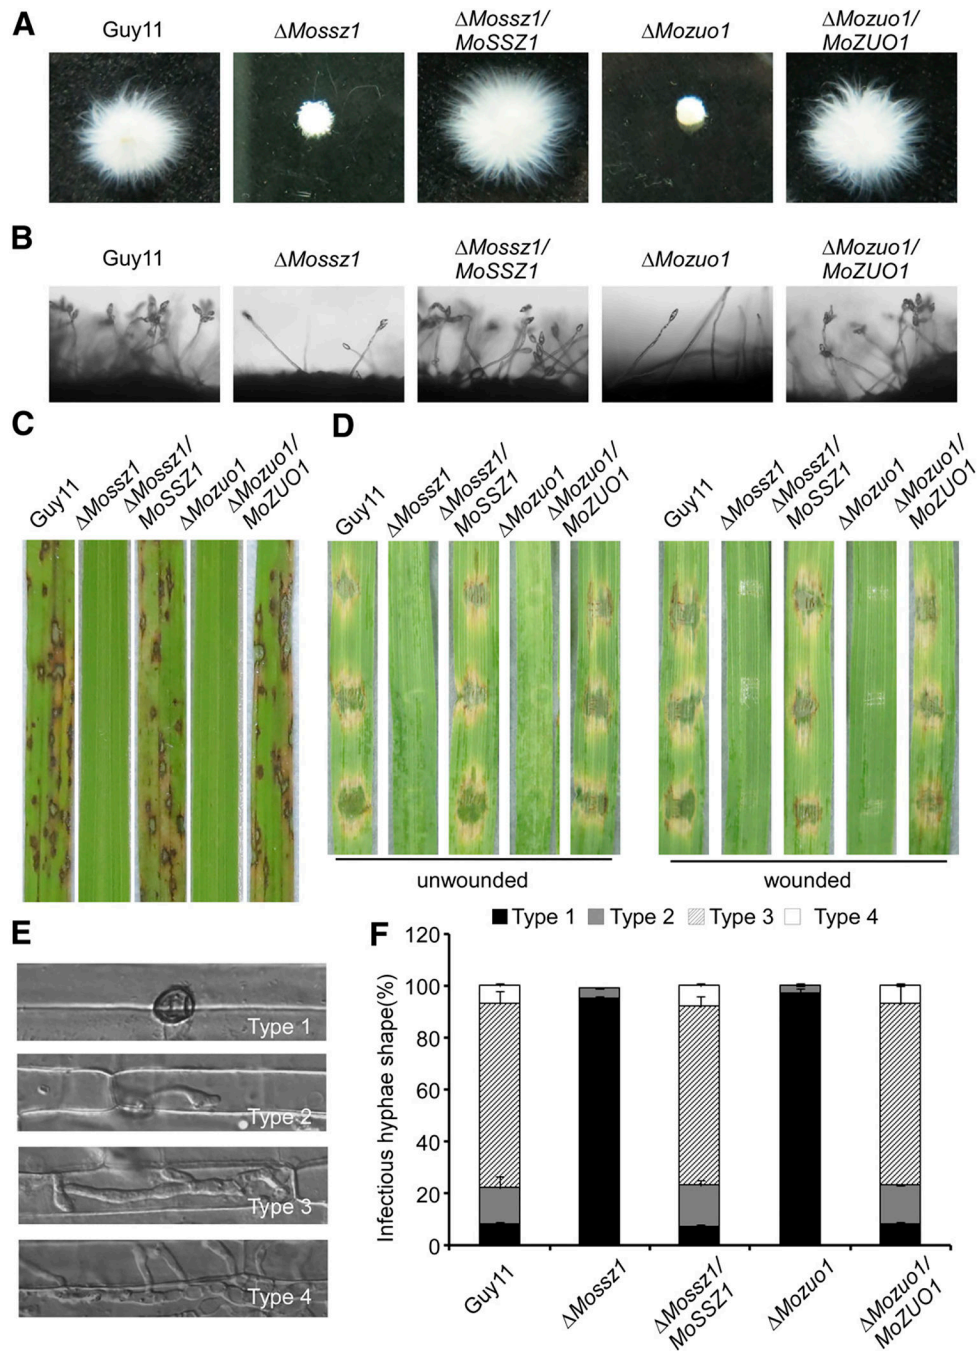 A
Guy11
ΔMossz1
ΔMossz1/
MoSSZ1
ΔMozuo1
ΔMozuo1/
MoZUO1
B
Guy11
ΔMossz1
ΔMossz1/
MoSSZ1
ΔMozuo1
ΔMozuo1/
MoZUO1
C
Guy11
ΔMossz1
ΔMossz1/
MoSSZ1
ΔMozuo1
ΔMozuo1/
MoZUO1
D
Guy11
ΔMossz1
ΔMossz1/
MoSSZ1
ΔMozuo1
ΔMozuo1/
MoZUO1
Guy11
ΔMossz1
ΔMossz1/
MoSSZ1
ΔMozuo1
ΔMozuo1/
MoZUO1
unwounded
wounded
E
Type 1
Type 2
Type 3
Type 4
F
Type 1 Type 2 Type 3 Type 4
Infectious hyphae shape(%)
120
100
80
60
40
20
0
Guy11
ΔMossz1
ΔMossz1/
MoSSZ1
ΔMozuo1
ΔMozuo1/
MoZUO1